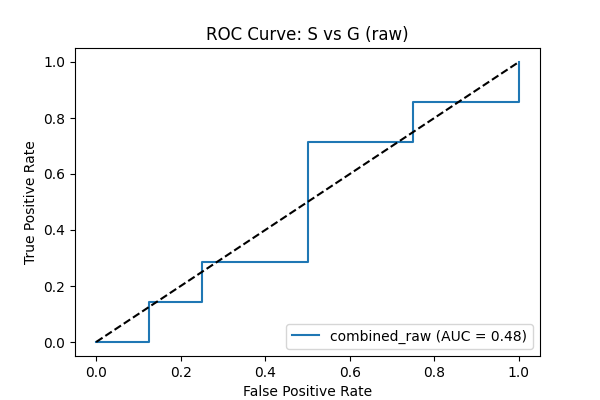 ROC Curve: S vs G (raw)
True Positive Rate
1.0
0.8
0.6
0.4
0.2
0.0
combined_raw (AUC = 0.48)
0.0 0.2 0.4 0.6 0.8 1.0
False Positive Rate